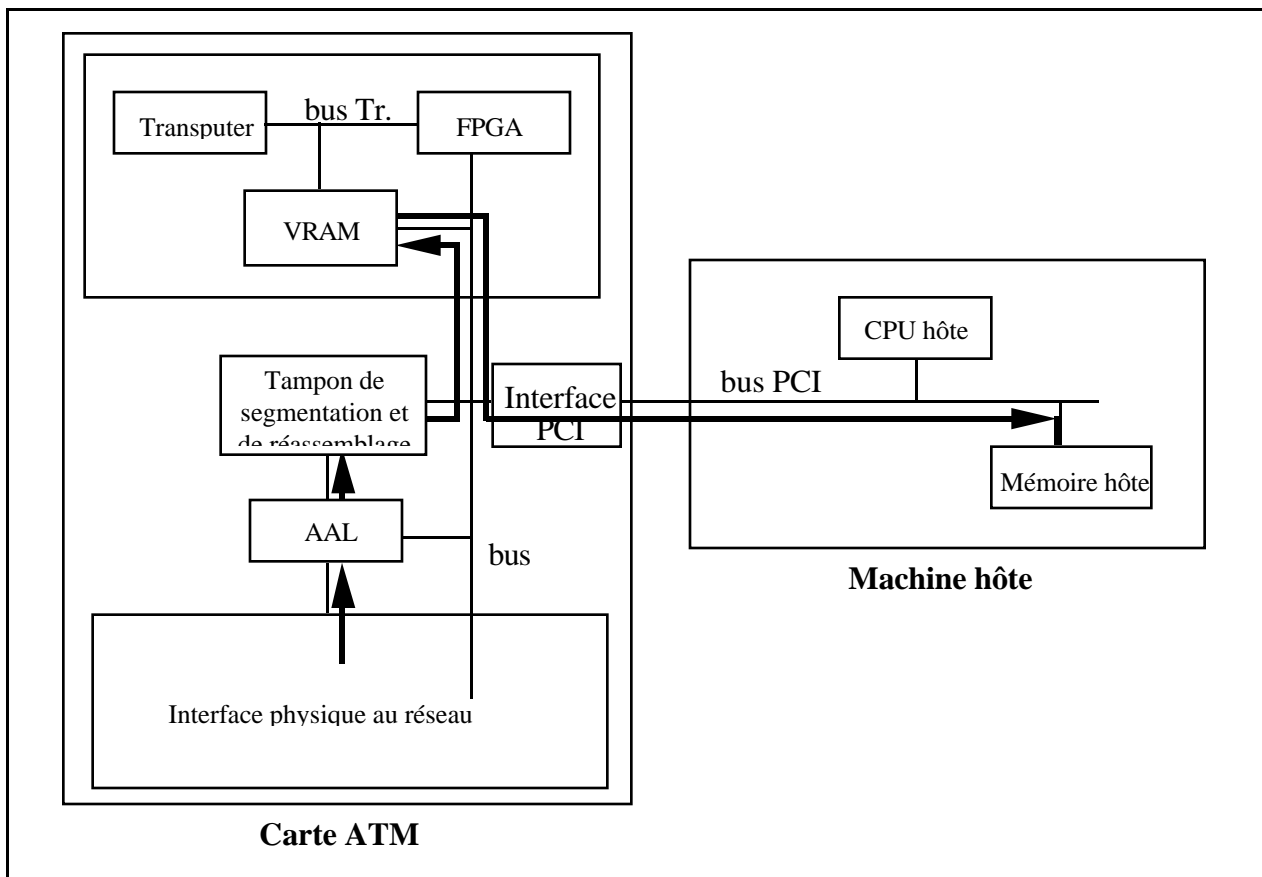 bus Tr.
Transputer
FPGA
VRAM
CPU hôte
Tampon de
segmentation et
de réassemblage
Interface
PCI
bus PCI
Mémoire hôte
AAL
bus
Machine hôte
Interface physique au réseau
Carte ATM